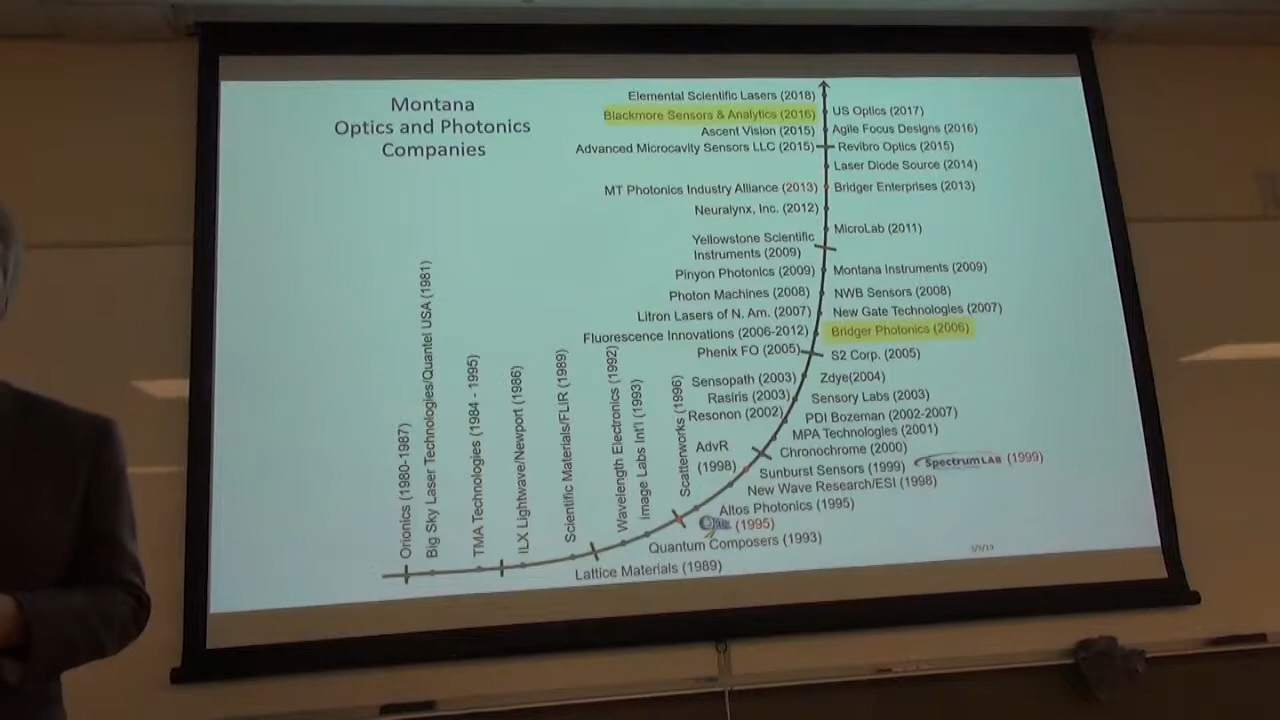 Montana
Optics and Photonics
Companies
Elemental Scientific Lasers (2018)
Blackmore Sensors & Analytics (2016)
Ascent Vision (2015)
Advanced Microcavity Sensors LLC (2015)
MT Photonics Industry Alliance (2013)
Neuralynx, Inc. (2012)
Yellowstone Scientific
Instruments (2009)
Pinyon Photonics (2009)
Photon Machines (2008)
Litron Lasers of N. Am. (2007)
Fluorescence Innovations (2006-2012)
Phenix FO (2005)
Sensopath (2003)
Rasiris (2003)
Resonon (2002)
AdvR
(1998)
US Optics (2017)
Agile Focus Designs (2016)
Revibro Optics (2015)
Laser Diode Source (2014)
Bridger Enterprises (2013)
MicroLab (2011)
Montana Instruments (2009)
NWB Sensors (2008)
New Gate Technologies (2007)
Bridger Photonics (2006)
S2 Corp. (2005)
Zdye(2004)
Sensory Labs (2003)
PDI Bozeman (2002-2007)
MPA Technologies (2001)
Chronochrome (2000)
Sunburst Sensors (1999)
SPECTRUM LAB (1999)
New Wave Research/ESI (1998)
Altos Photonics (1995)
(1995)
Quantum Composers (1993)
Lattice Materials (1989)
Orionics (1980-1987)
Big Sky Laser Technologies/Quantel USA (1981)
TMA Technologies (1984 - 1995)
ILX Lightwave/Newport (1986)
Scientific Materials/FLIR (1989)
Wavelength Electronics (1992)
Image Labs Int'l (1993)
Scatterworks (1996)